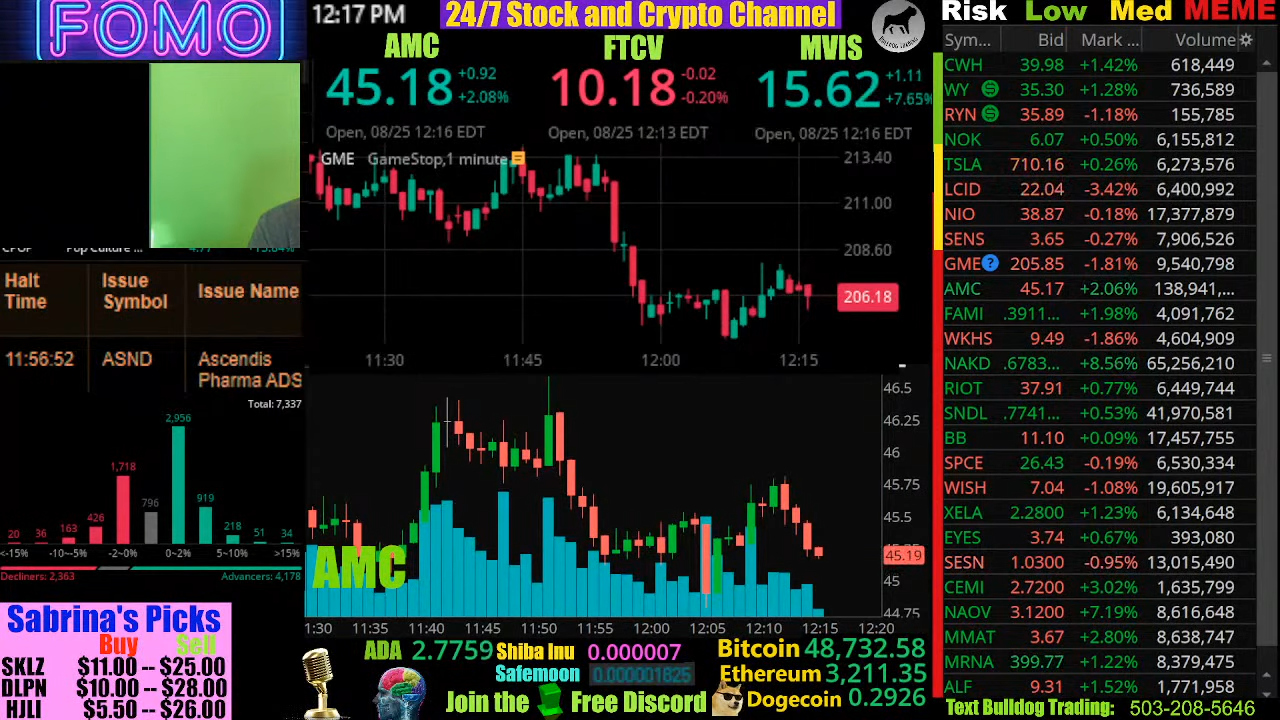 FOMO
12:17 PM
24/7 Stock and Crypto Channel
BULLDOG TRADING
Risk Low Med MEME
AMC
45.18 +0.92
+2.08%
Open, 08/25 12:16 EDT
FTCV
10.18 -0.02
-0.20%
Open, 08/25 12:13 EDT
MVIS
15.62 +1.11
+7.65%
Open, 08/25 12:16 EDT
GME GameStop,1 minute
213.40
211.00
208.60
206.18
11:30 11:45 12:00 12:15
Pop Culture ... 4.77
Halt Time Issue Symbol Issue Name
11:56:52 ASND Ascendis
Pharma ADS
Total: 7,337
20 36 163 426 1,718 796 2,956 919 218 51 34
<-15% -10~-5% -2~0% 0~2% 5~10% >15%
Decliners: 2,363 Advancers: 4,178
AMC
46.5
46.25
46
45.75
45.5
45.19
45
44.75
1:30 11:35 11:40 11:45 11:50 11:55 12:00 12:05 12:10 12:15 12:20
Sabrina's Picks
Buy Sell
SKLZ $11.00 -- $25.00
DLPN $10.00 -- $28.00
HJLI $5.50 -- $26.00
ADA 2.7759
Shiba Inu 0.000007
Safemoon 0.000001825
Join the Free Discord
Bitcoin 48,732.58
Ethereum 3,211.35
Dogecoin 0.2926
Sym... Bid Mark ... Volume
CWH 39.98 +1.42% 618,449
WY 35.30 +1.28% 736,589
RYN 35.89 -1.18% 155,785
NOK 6.07 +0.50% 6,155,812
TSLA 710.16 +0.26% 6,273,576
LCID 22.04 -3.42% 6,400,992
NIO 38.87 -0.18% 17,377,879
SENS 3.65 -0.27% 7,906,526
GME 205.85 -1.81% 9,540,798
AMC 45.17 +2.06% 138,941,...
FAMI .3911... +1.98% 4,091,762
WKHS 9.49 -1.86% 4,604,909
NAKD .6783... +8.56% 65,256,210
RIOT 37.91 +0.77% 6,449,744
SNDL .7741... +0.53% 41,970,581
BB 11.10 +0.09% 17,457,755
SPCE 26.43 -0.19% 6,530,334
WISH 7.04 -1.08% 19,605,917
XELA 2.2800 +1.23% 6,134,648
EYES 3.74 +0.67% 393,080
SESN 1.0300 -0.95% 13,015,490
CEMI 2.7200 +3.02% 1,635,799
NAOV 3.1200 +7.19% 8,616,648
MMAT 3.67 +2.80% 8,638,747
MRNA 399.77 +1.22% 8,379,475
ALF 9.31 +1.52% 1,771,958
Text Bulldog Trading: 503-208-5646